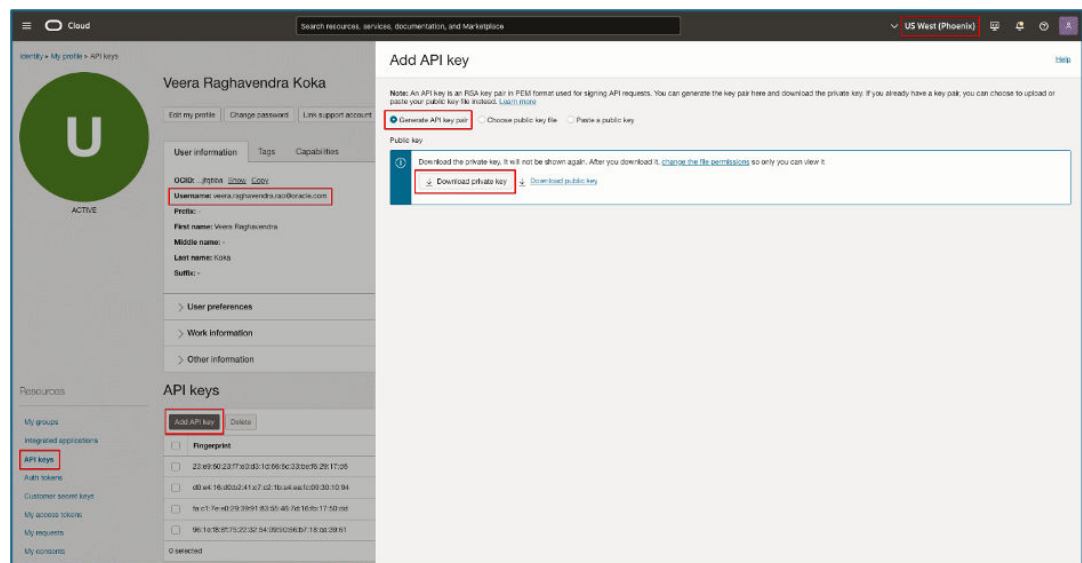 Cloud
Search resources, services, documentation, and Marketplace
US West (Phoenix)
Identity » My profile » API keys
U
ACTIVE
Veera Raghavendra Koka
Edit my profile
Change password
Link support account
User information
Tags
Capabilities
OCID: Show Copy
Username:
Prefix: -
First name: Veera Raghavendra
Middle name: -
Last name: Koka
Suffix: -
User preferences
Work information
Other information
Resources
My groups
Integrated applications
API keys
Auth tokens
Customer secret keys
My access tokens
My requests
My consents
API keys
Add API key
Delete
Fingerprint
0 selected
Add API key
Help
Note: An API key is an RSA key pair in PEM format used for signing API requests. You can generate the key pair here and download the private key. If you already have a key pair, you can choose to upload or
paste your public key file instead. Learn more
Generate API key pair
Choose public key file
Paste a public key
Public key
Download the private key. It will not be shown again. After you download it, change the file permissions so only you can view it
Download private key
Download public key